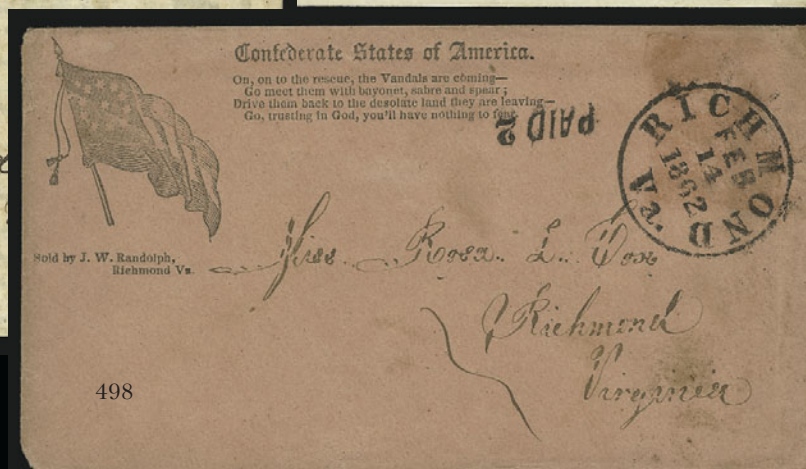 Confederate States of America.
On, on to the rescue, the Vandals are coming—
Go meet them with bayonet, sabre and spear;
Drive them back to the desolate land they are leaving—
Go, trusting in God, you'll have nothing to fear.
PAID 2
RICHMOND Va.
FEB
14
1862
Sold by J. W. Randolph,
Richmond Va.
Miss Rosa L. Vox
Richmond
Virginia
498